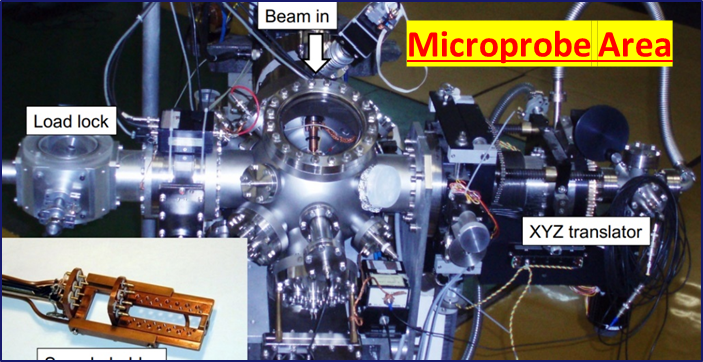 Beam in
Microprobe Area
Load lock
XYZ translator